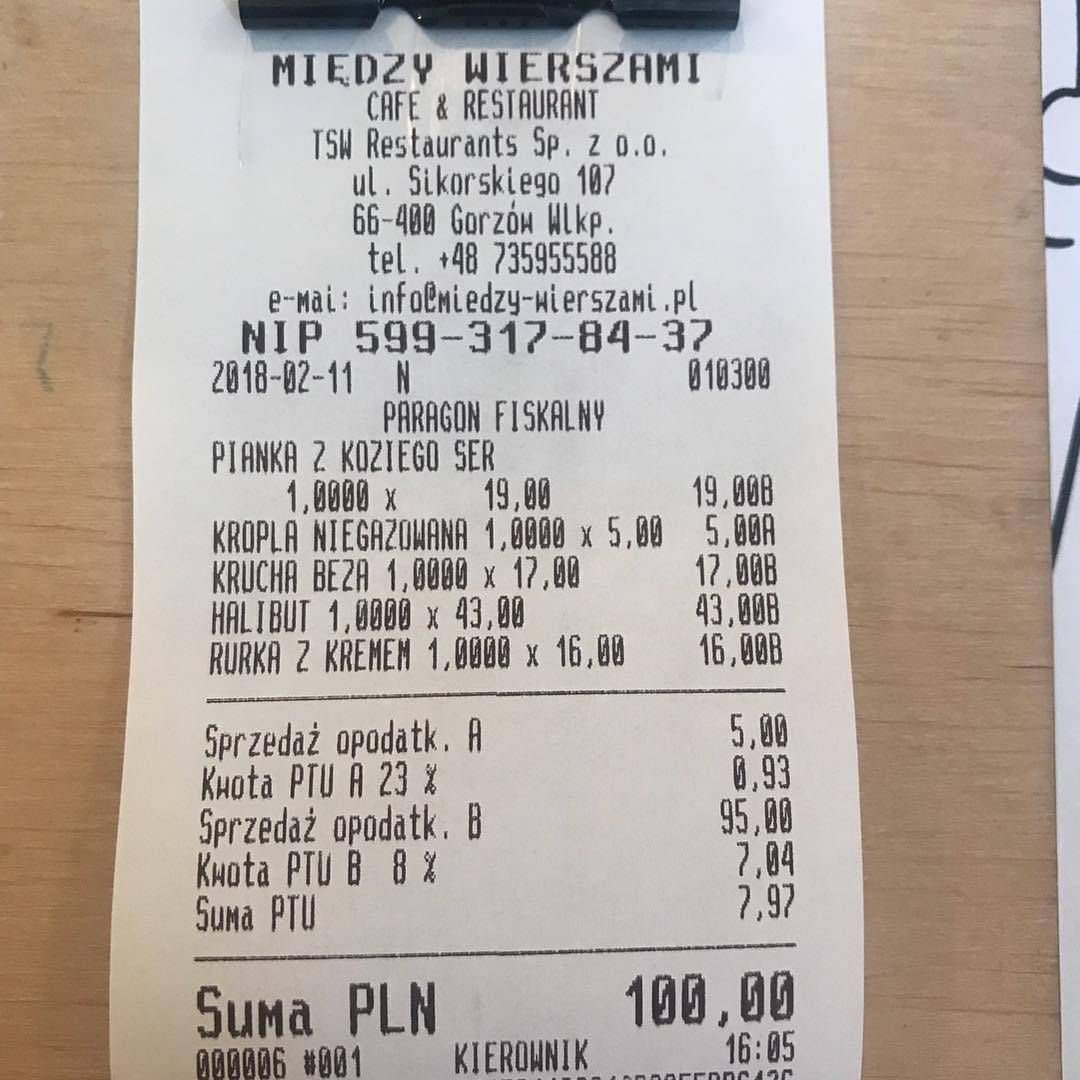 MIĘDZY WIERSZAMI
CAFE & RESTAURANT
TSW Restaurants Sp. z o.o.
ul. Sikorskiego 107
66-400 Gorzów Wlkp.
tel. +48 735955588
e-mai: info@miedzy-wierszami.pl
NIP 599-317-84-37
2018-02-11 N 010300
PARAGON FISKALNY
PIANKA Z KOZIEGO SER
1,0000 x 19,00 19,00B
KROPLA NIEGAZOWANA 1,0000 x 5,00 5,00A
KRUCHA BEZA 1,0000 x 17,00 17,00B
HALIBUT 1,0000 x 43,00 43,00B
RURKA Z KREMEM 1,0000 x 16,00 16,00B
Sprzedaż opodatk. A 5,00
Kwota PTU A 23 % 0,93
Sprzedaż opodatk. B 95,00
Kwota PTU B 8 % 7,04
Suma PTU 7,97
Suma PLN 100,00
000006 #001 KIEROWNIK 16:05